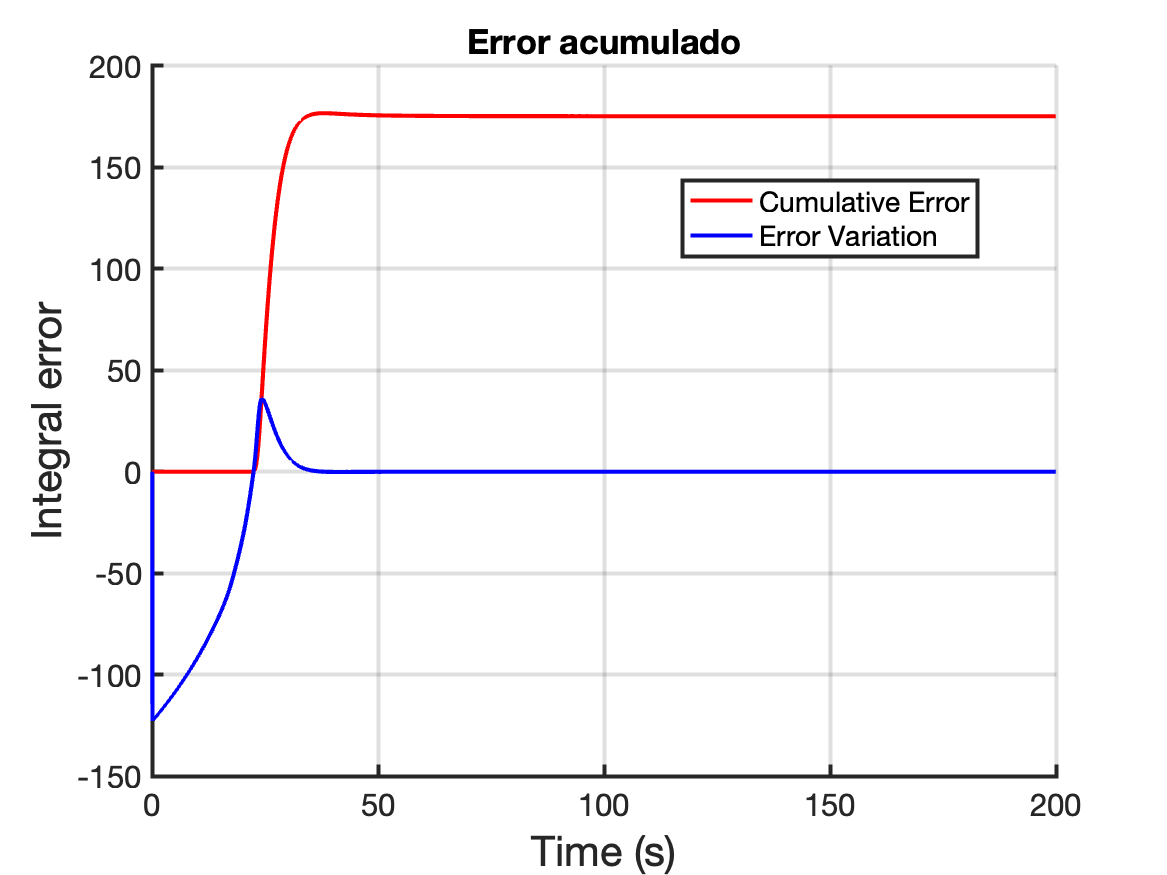 Error acumulado
200
150
100
50
0
-50
-100
-150
Integral error
Cumulative Error
Error Variation
0 50 100 150 200
Time (s)